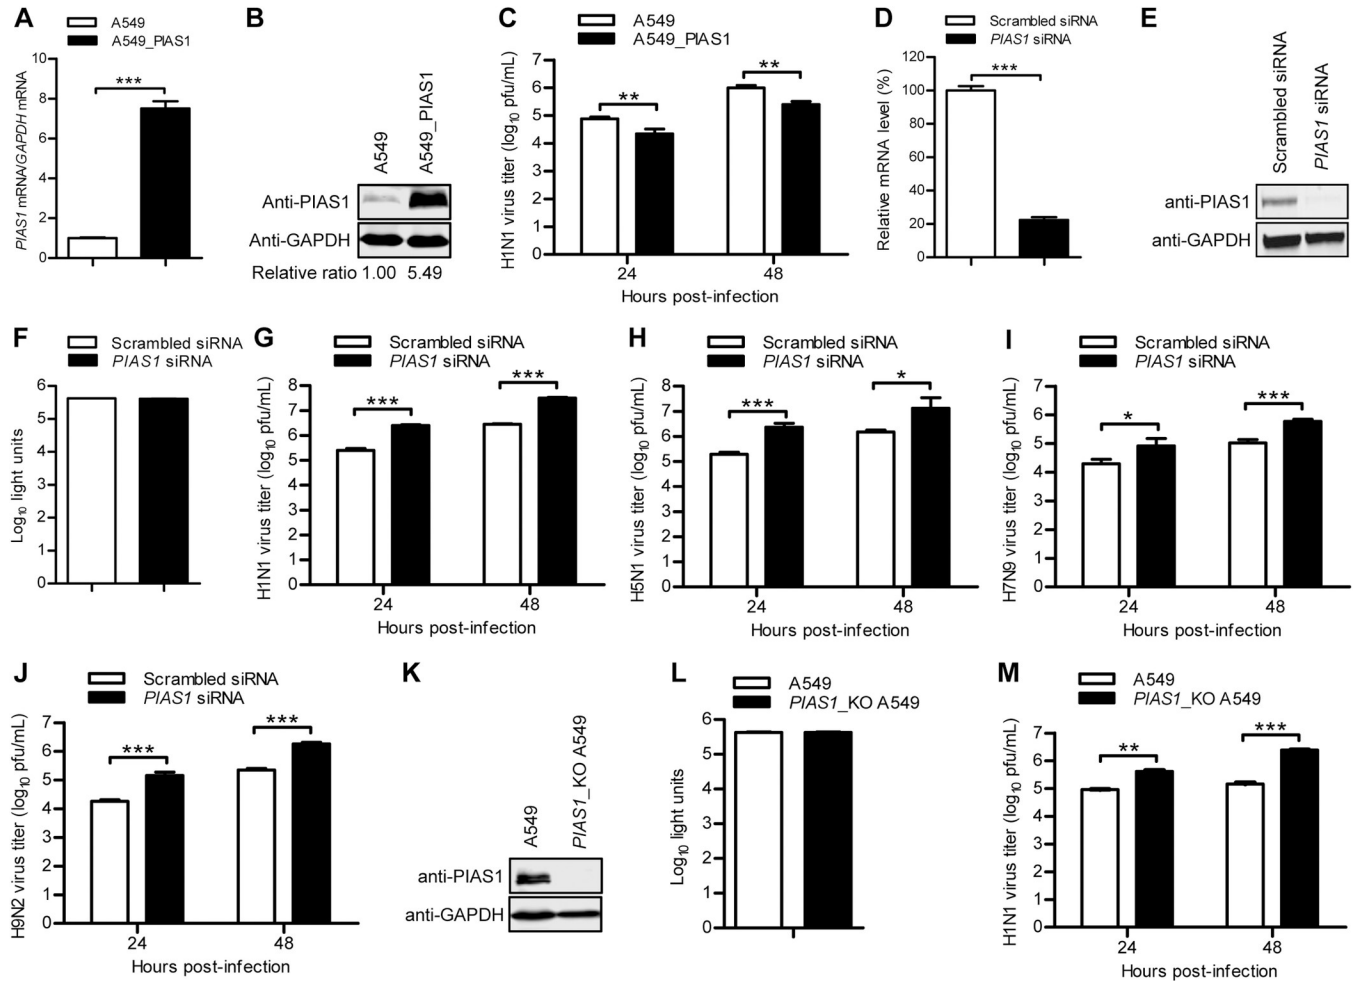 A
A549
A549_PIAS1
PIAS1 mRNA/GAPDH mRNA
10
8
6
4
2
0
***
B
A549
A549_PIAS1
Anti-PIAS1
Anti-GAPDH
Relative ratio 1.00 5.49
C
A549
A549_PIAS1
H1N1 virus titer (log10 pfu/mL)
7
6
5
4
3
2
1
0
**
**
24 48
Hours post-infection
D
Scrambled siRNA
PIAS1 siRNA
Relative mRNA level (%)
120
100
80
60
40
20
0
***
E
Scrambled siRNA
PIAS1 siRNA
anti-PIAS1
anti-GAPDH
F
Scrambled siRNA
PIAS1 siRNA
Log10 light units
6
5
4
3
2
1
0
G
Scrambled siRNA
PIAS1 siRNA
H1N1 virus titer (log10 pfu/mL)
8
7
6
5
4
3
2
1
0
***
***
24 48
Hours post-infection
H
Scrambled siRNA
PIAS1 siRNA
H5N1 virus titer (log10 pfu/mL)
8
7
6
5
4
3
2
1
0
***
*
24 48
Hours post-infection
I
Scrambled siRNA
PIAS1 siRNA
H7N9 virus titer (log10 pfu/mL)
7
6
5
4
3
2
1
0
*
***
24 48
Hours post-infection
J
Scrambled siRNA
PIAS1 siRNA
H9N2 virus titer (log10 pfu/mL)
7
6
5
4
3
2
1
0
***
***
24 48
Hours post-infection
K
A549
PIAS1_KO A549
anti-PIAS1
anti-GAPDH
L
A549
PIAS1_KO A549
Log10 light units
6
5
4
3
2
1
0
M
A549
PIAS1_KO A549
H1N1 virus titer (log10 pfu/mL)
7
6
5
4
3
2
1
0
**
***
24 48
Hours post-infection